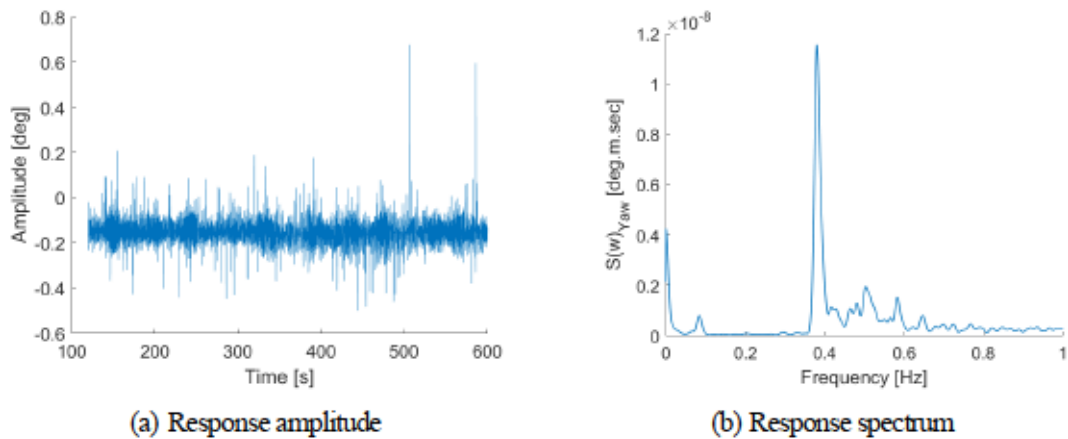 0.8
0.6
0.4
0.2
0
-0.2
-0.4
-0.6
Amplitude [deg]
100 200 300 400 500 600
Time [s]
(a) Response amplitude
×10⁻⁸
1.2
1
0.8
0.6
0.4
0.2
0
S(w)Yaw [deg.m.sec]
0 0.2 0.4 0.6 0.8 1
Frequency [Hz]
(b) Response spectrum